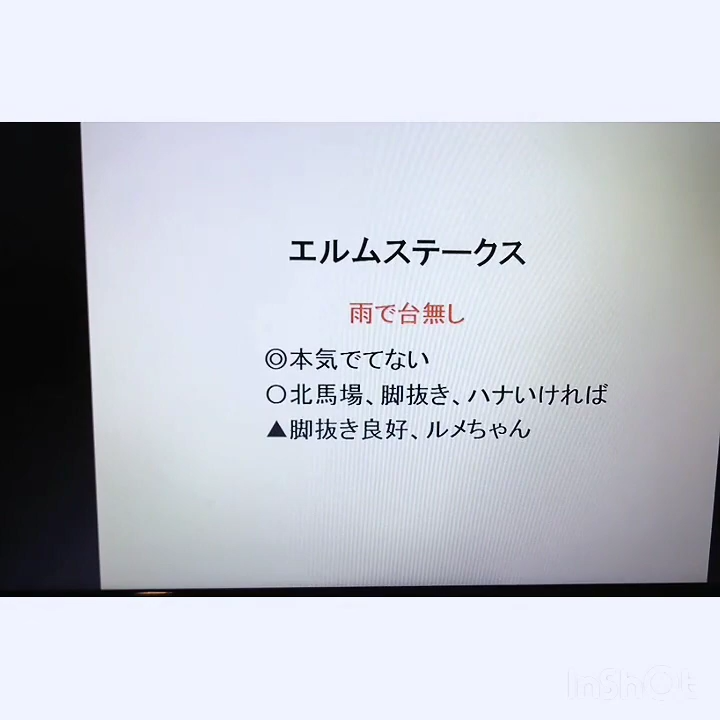 エルムステークス
雨で台無し
◎本気ででてない
○北馬場、脚抜き、ハナいければ
▲脚抜き良好、ルメちゃん
InShOt